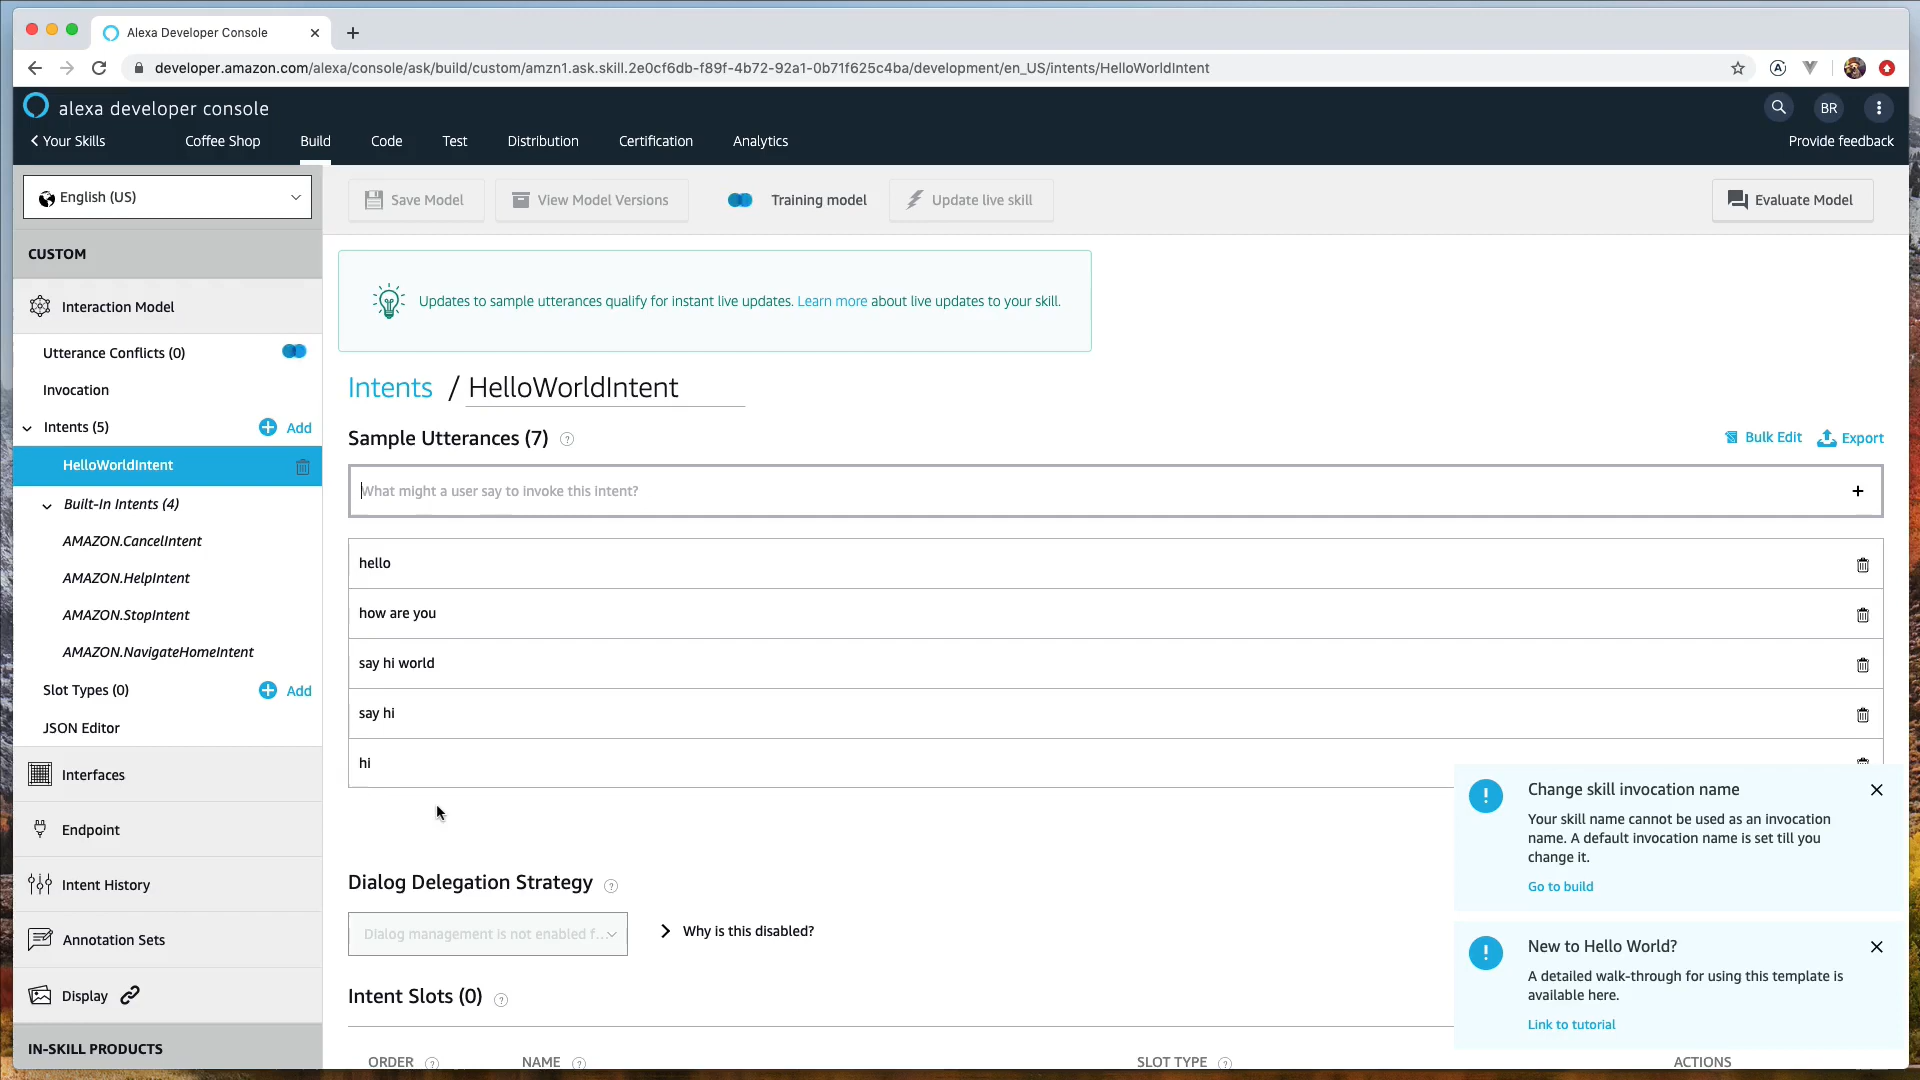 Alexa Developer Console
developer.amazon.com/alexa/console/ask/build/custom/amzn1.ask.skill.2e0cf6db-f89f-4b72-92a1-0b71f625c4ba/development/en_US/intents/HelloWorldIntent
alexa developer console
BR
Your Skills
Coffee Shop
Build
Code
Test
Distribution
Certification
Analytics
Provide feedback
English (US)
Save Model
View Model Versions
Training model
Update live skill
Evaluate Model
CUSTOM
Interaction Model
Utterance Conflicts (0)
Invocation
Intents (5)
Add
HelloWorldIntent
Built-In Intents (4)
AMAZON.CancelIntent
AMAZON.HelpIntent
AMAZON.StopIntent
AMAZON.NavigateHomeIntent
Slot Types (0)
Add
JSON Editor
Interfaces
Endpoint
Intent History
Annotation Sets
Display
IN-SKILL PRODUCTS
Updates to sample utterances qualify for instant live updates. Learn more about live updates to your skill.
Intents / HelloWorldIntent
Sample Utterances (7)
Bulk Edit
Export
What might a user say to invoke this intent?
hello
how are you
say hi world
say hi
hi
Dialog Delegation Strategy
Dialog management is not enabled f...
Why is this disabled?
Intent Slots (0)
ORDER
NAME
SLOT TYPE
ACTIONS
Change skill invocation name
Your skill name cannot be used as an invocation
name. A default invocation name is set till you
change it.
Go to build
New to Hello World?
A detailed walk-through for using this template is
available here.
Link to tutorial